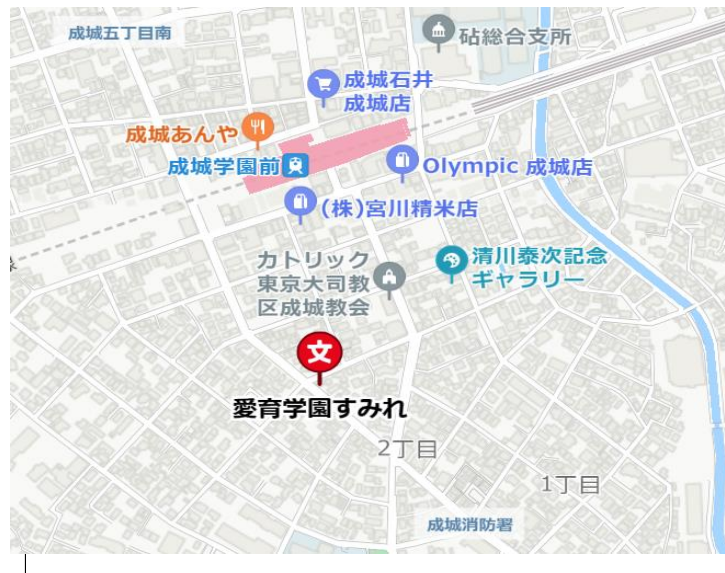 成城五丁目南
砧総合支所
成城石井
成城店
成城あんや
成城学園前
Olympic 成城店
(株)宮川精米店
カトリック
東京大司教
区成城教会
清川泰次記念
ギャラリー
文
愛育学園すみれ
2丁目
1丁目
成城消防署